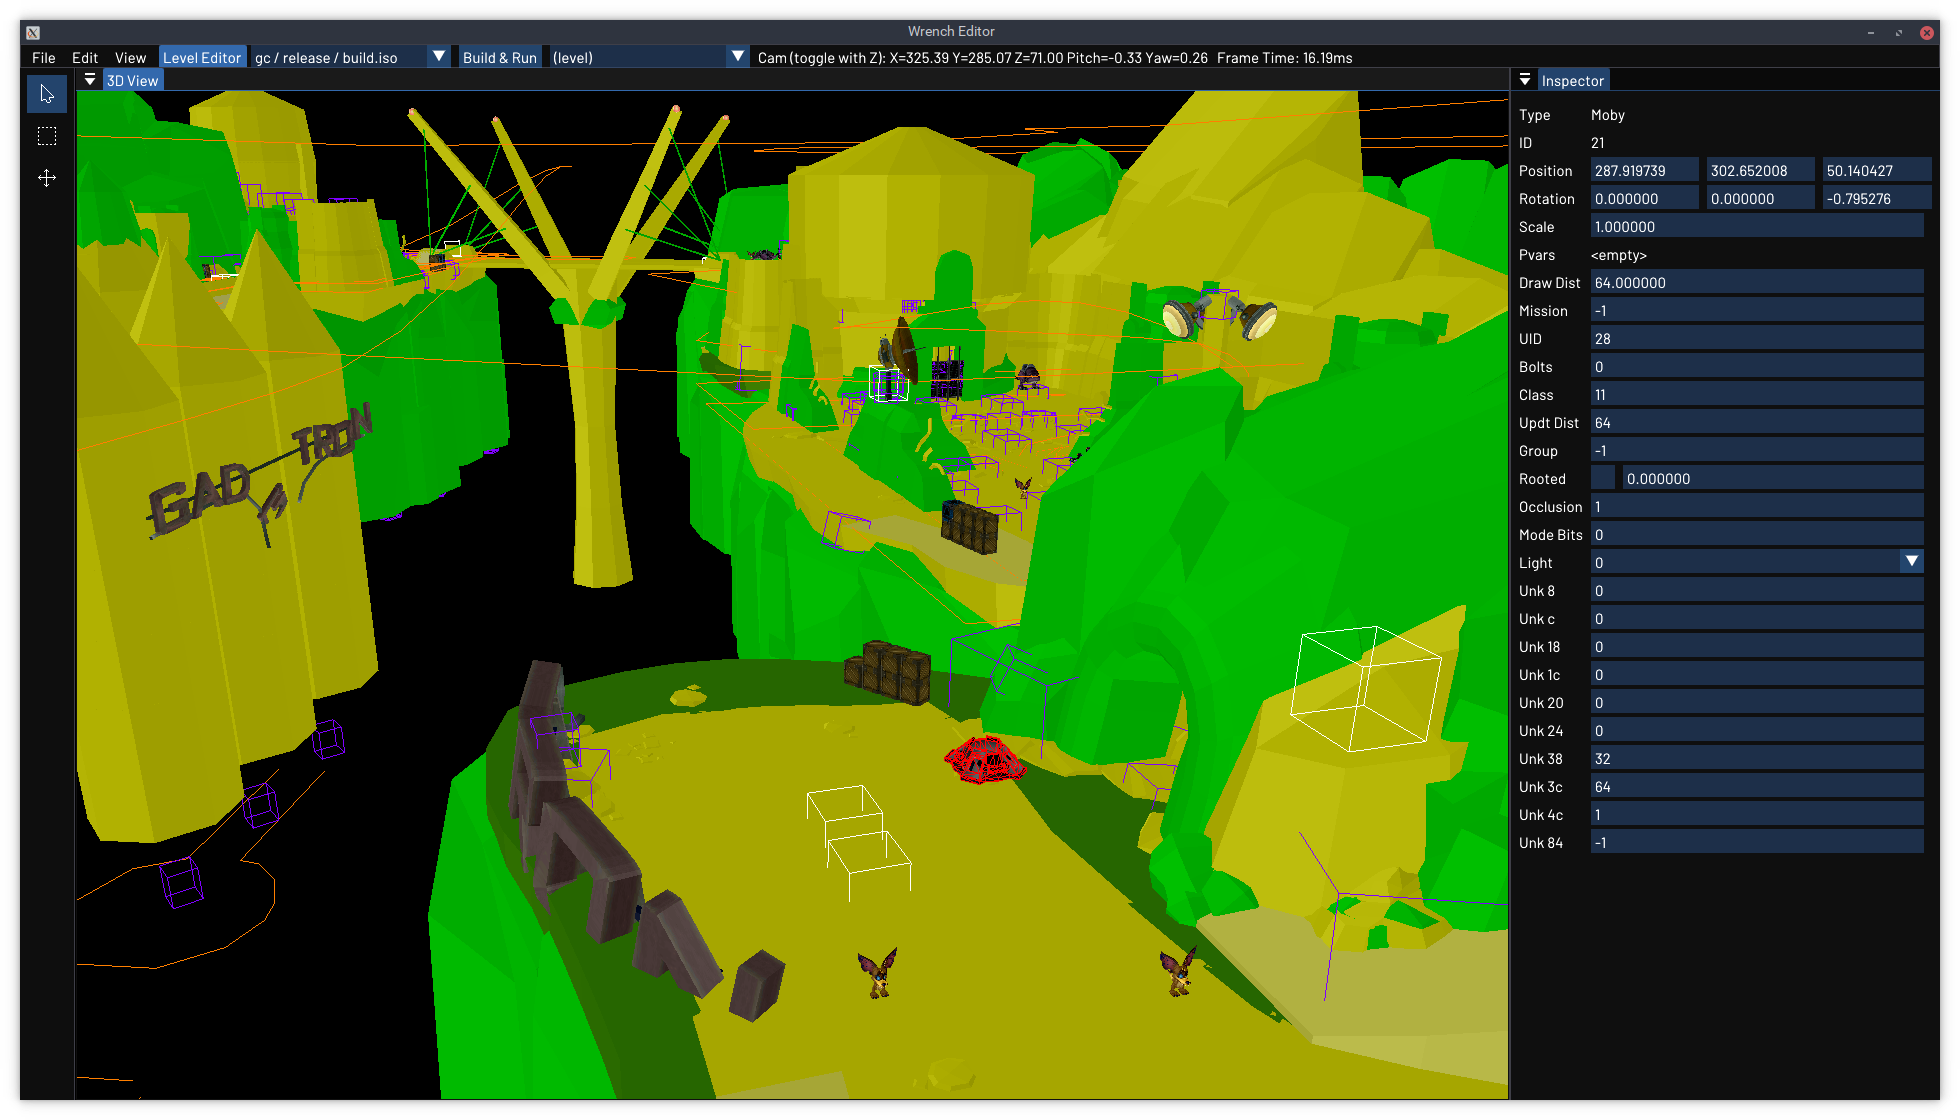 Wrench Editor
File Edit View Level Editor gc / release / build.iso Build & Run (level) Cam (toggle with Z): X=325.39 Y=285.07 Z=71.00 Pitch=-0.33 Yaw=0.26 Frame Time: 16.19ms
3D View
GAD
TRON
Inspector
Type Moby
ID 21
Position 287.919739 302.652008 50.140427
Rotation 0.000000 0.000000 -0.795276
Scale 1.000000
Pvars <empty>
Draw Dist 64.000000
Mission -1
UID 28
Bolts 0
Class 11
Updt Dist 64
Group -1
Rooted 0.000000
Occlusion 1
Mode Bits 0
Light 0
Unk 8 0
Unk c 0
Unk 18 0
Unk 1c 0
Unk 20 0
Unk 24 0
Unk 38 32
Unk 3c 64
Unk 4c 1
Unk 84 -1